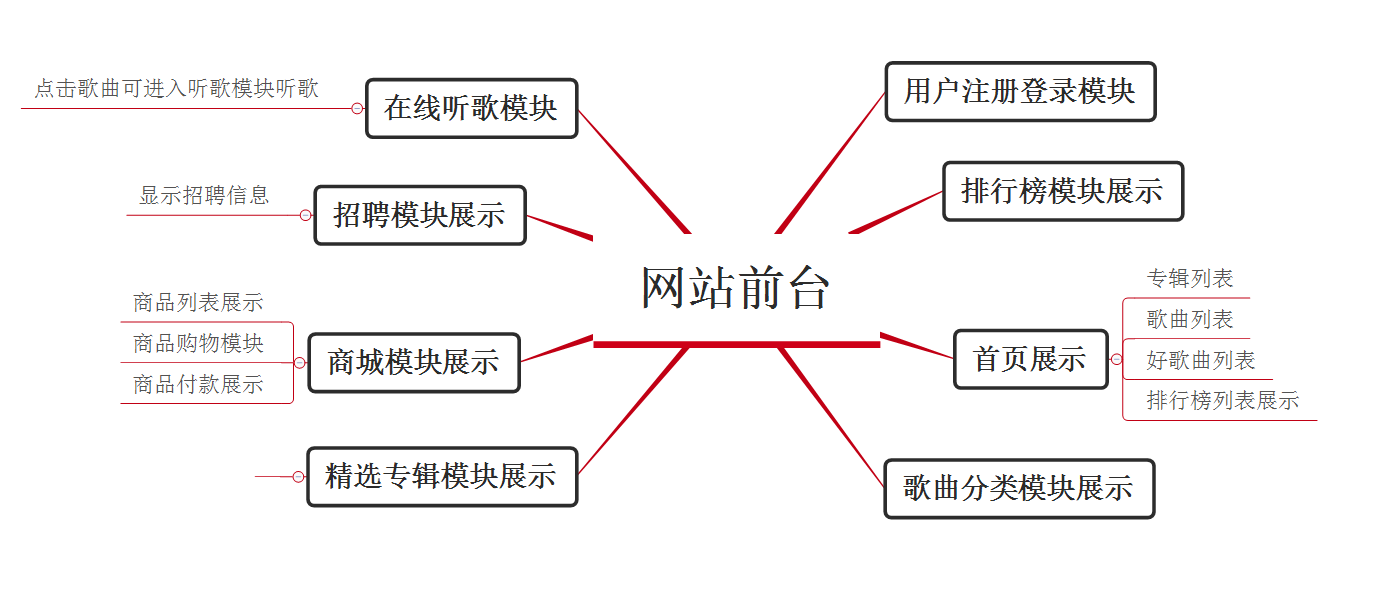 用户注册登录模块
点击歌曲可进入听歌模块听歌
在线听歌模块
排行榜模块展示
显示招聘信息
招聘模块展示
网站前台
专辑列表
歌曲列表
好歌曲列表
排行榜列表展示
首页展示
商品列表展示
商品购物模块
商品付款展示
商城模块展示
精选专辑模块展示
歌曲分类模块展示